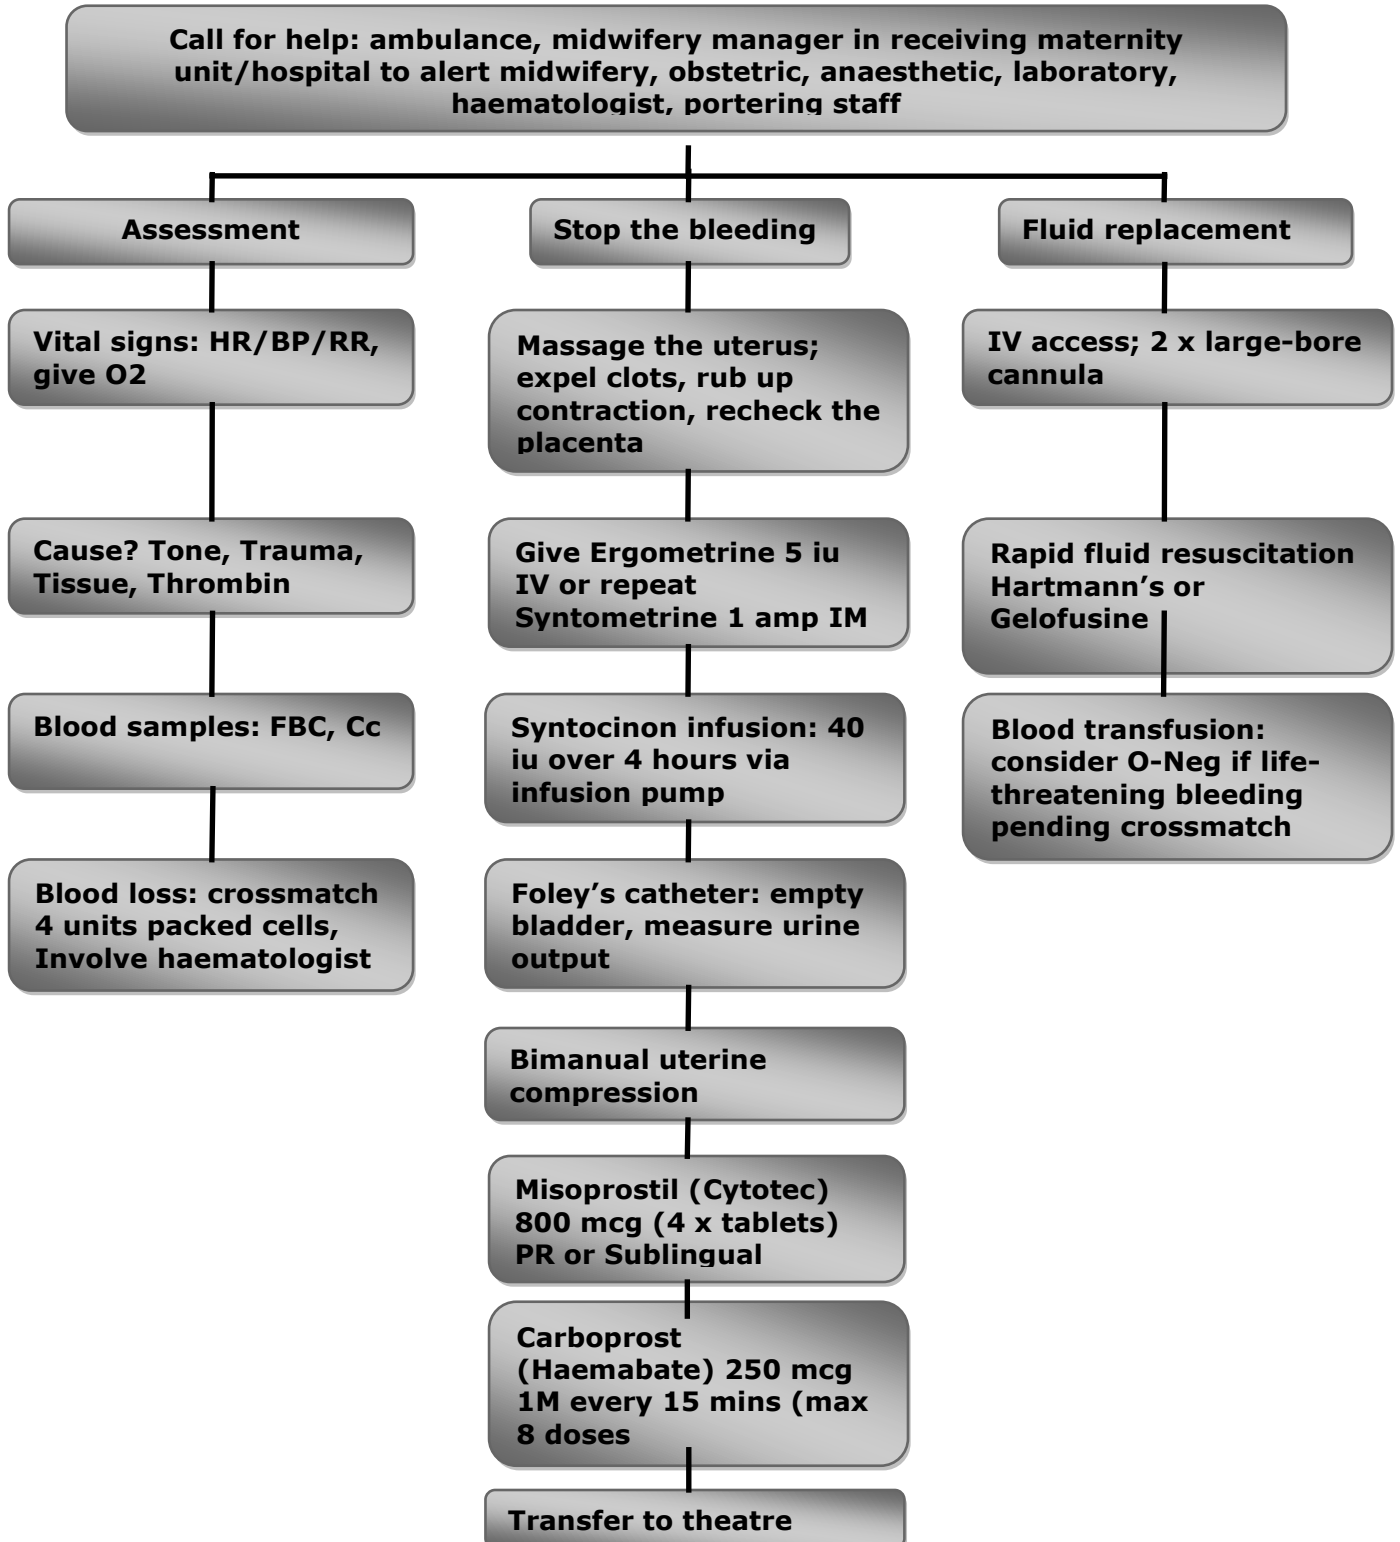 Call for help: ambulance, midwifery manager in receiving maternity
unit/hospital to alert midwifery, obstetric, anaesthetic, laboratory,
haematologist, portering staff
Assessment
Stop the bleeding
Fluid replacement
Vital signs: HR/BP/RR,
give O2
Cause? Tone, Trauma,
Tissue, Thrombin
Blood samples: FBC, Cc
Blood loss: crossmatch
4 units packed cells,
Involve haematologist
Massage the uterus;
expel clots, rub up
contraction, recheck the
placenta
Give Ergometrine 5 iu
IV or repeat
Syntometrine 1 amp IM
Syntocinon infusion: 40
iu over 4 hours via
infusion pump
Foley’s catheter: empty
bladder, measure urine
output
Bimanual uterine
compression
Misoprostil (Cytotec)
800 mcg (4 x tablets)
PR or Sublingual
Carboprost
(Haemabate) 250 mcg
1M every 15 mins (max
8 doses
Transfer to theatre
IV access; 2 x large-bore
cannula
Rapid fluid resuscitation
Hartmann’s or
Gelofusine
Blood transfusion:
consider O-Neg if life-
threatening bleeding
pending crossmatch